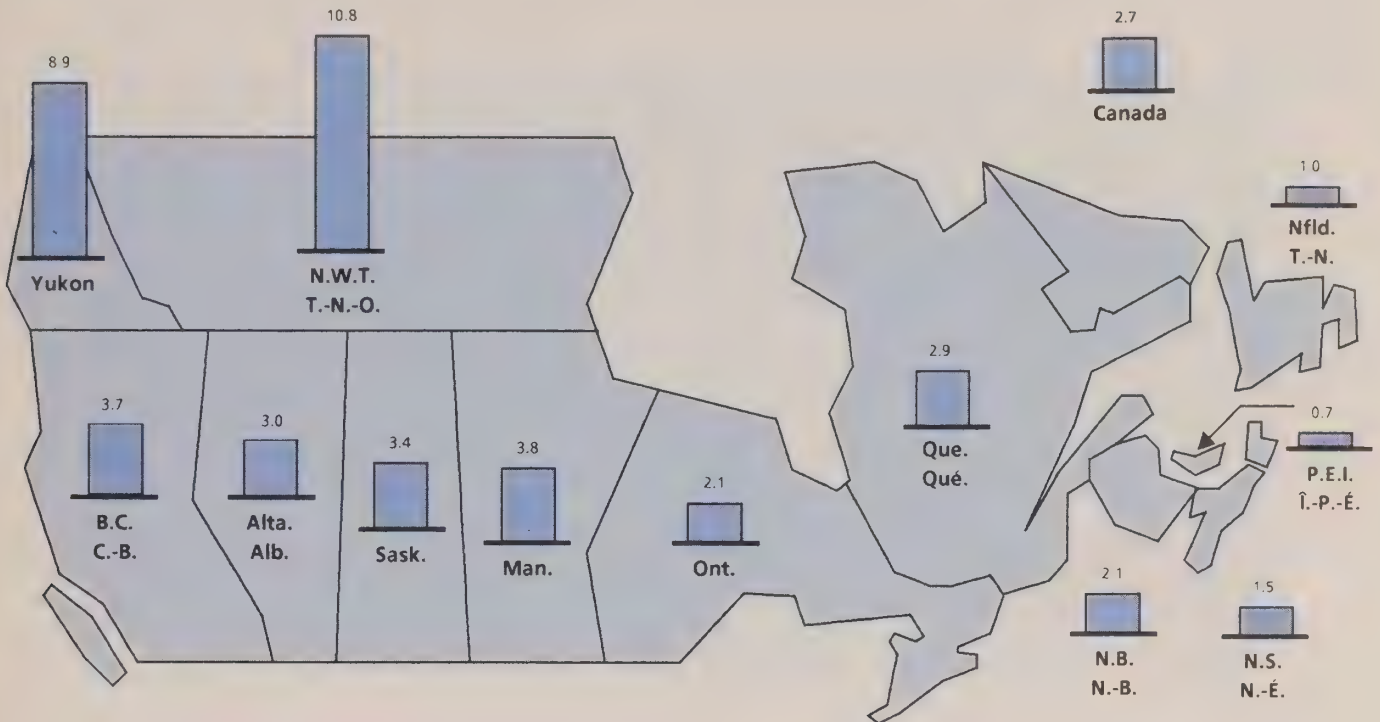 10.8
2.7
8 9
Canada
1 0
Nfld.
T.-N.
Yukon
N.W.T.
T.-N.-O.
2.9
3.7
3.0
3.4
3.8
2.1
0.7
Que.
Qué.
P.E.I.
Î.-P.-É.
B.C.
C.-B.
Alta.
Alb.
Sask.
Man.
Ont.
2 1
1.5
N.B.
N.-B.
N.S.
N.-É.